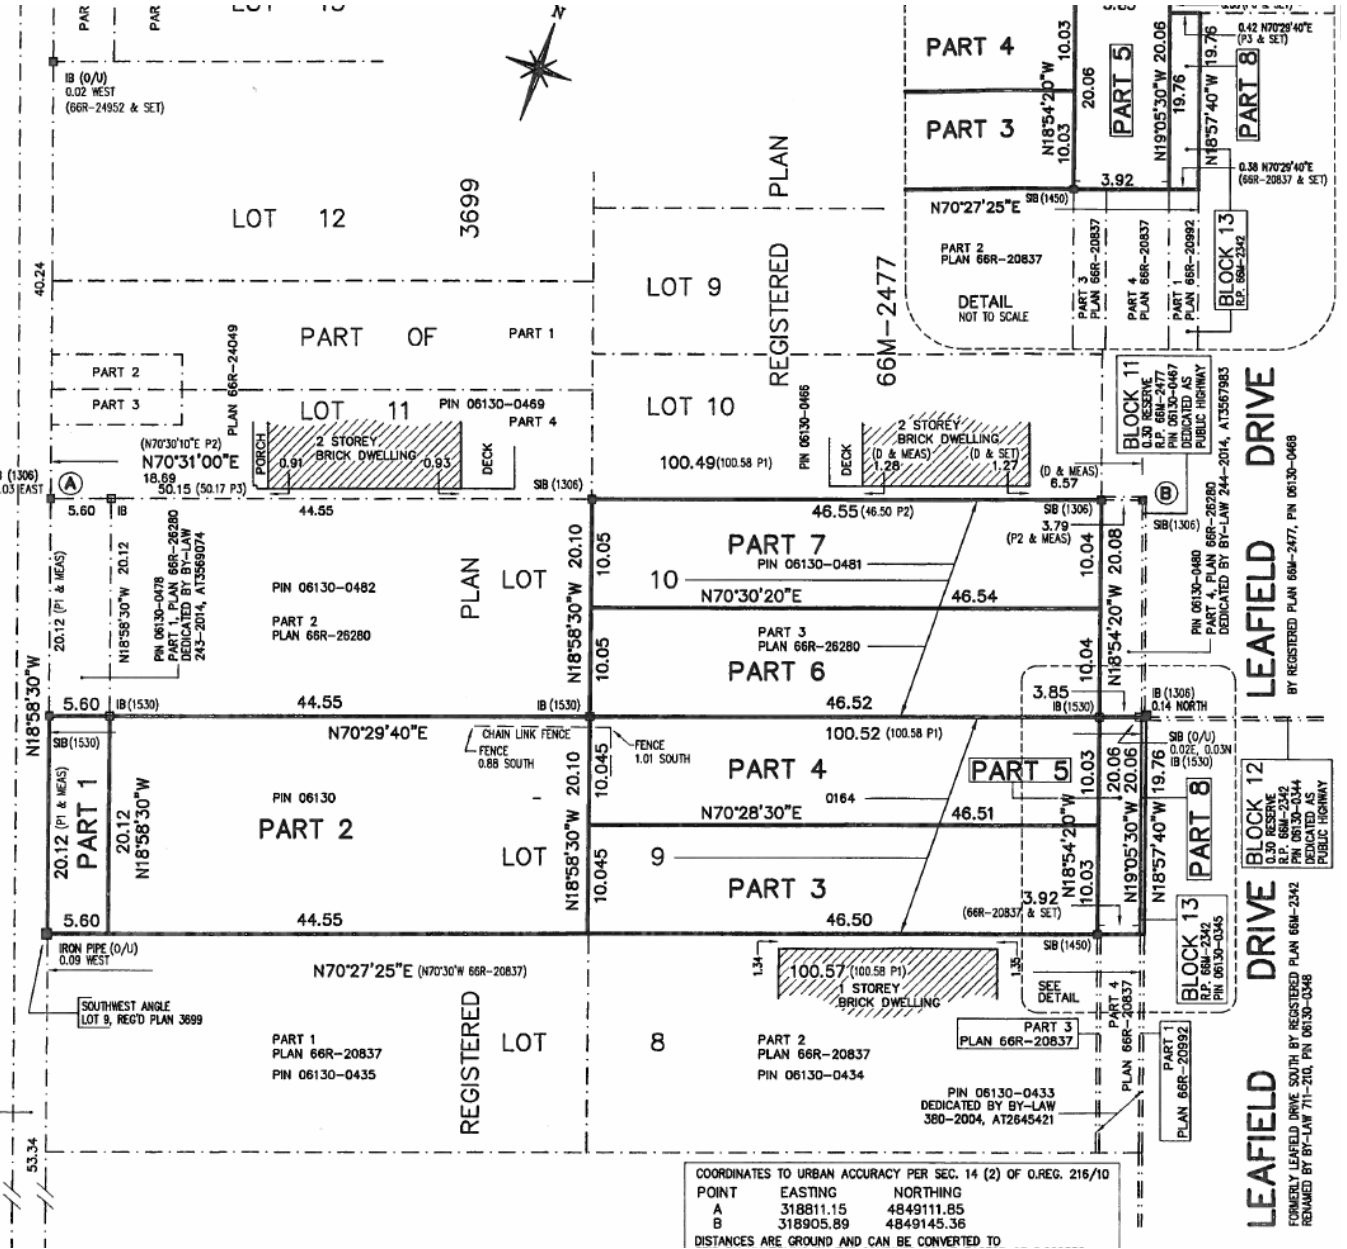 PAR
PAR
N
IB (O/U)
0.02 WEST
(66R-24952 & SET)
LOT 12
3699
40.24
PART OF
PART 1
PART 2
PART 3
PLAN 66R-24049
LOT 11
PIN 06130-0469
PART 4
(N70°30'10"E P2)
N70°31'00"E
18.69
50.15 (50.17 P3)
PORCH
2 STOREY
BRICK DWELLING
0.91
0.93
DECK
SIB (1306)
REGISTERED PLAN
66M-2477
LOT 9
LOT 10
PIN 06130-0466
100.49 (100.58 P1)
DECK
2 STOREY
BRICK DWELLING
(D & MEAS)
1.28
(D & SET)
1.27
(D & MEAS)
6.57
PART 4
PART 3
10.03
10.03
N18°54'20"W
20.06
PART 5
N19°05'30"W 20.06
19.76
N18°57'40"W 19.76
PART 8
0.42 N70°29'40"E
(P3 & SET)
0.38 N70°29'40"E
(66R-20837 & SET)
3.92
SIB (1450)
N70°27'25"E
PART 2
PLAN 66R-20837
DETAIL
NOT TO SCALE
PART 3
PLAN 66R-20837
PART 4
PLAN 66R-20837
PART 1
PLAN 66R-20992
BLOCK 13
R.P. 66M-2342
BLOCK 11
0.30 RESERVE
R.P. 66M-2477
PIN 06130-0467
DEDICATED AS
PUBLIC HIGHWAY
PIN 06130-0480
PART 4, PLAN 66R-26280
DEDICATED BY BY-LAW 244-2014, AT3567983
LEAFIELD DRIVE
BY REGISTERED PLAN 66M-2477, PIN 06130-0468
(1306)
.03 EAST
A
5.60
IB
44.55
46.55 (46.50 P2)
SIB (1306)
3.79
(P2 & MEAS)
B
SIB (1306)
20.12 (P1 & MEAS)
N18°58'30"W 20.12
PIN 06130-0478
PART 1, PLAN 66R-26280
DEDICATED BY BY-LAW
243-2014, AT3569074
PIN 06130-0482
PART 2
PLAN 66R-26280
PLAN
LOT 10
N18°58'30"W 20.10
10.05
10.05
PART 7
PIN 06130-0481
N70°30'20"E
46.54
PART 3
PLAN 66R-26280
PART 6
10.04
10.04
N18°54'20"W 20.08
N18°58'30"W
5.60
IB (1530)
44.55
IB (1530)
46.52
3.85
IB (1530)
IB (1306)
0.14 NORTH
SIB (1530)
N70°29'40"E
CHAIN LINK FENCE
FENCE
0.88 SOUTH
FENCE
1.01 SOUTH
100.52 (100.58 P1)
SIB (O/U)
0.02E, 0.03N
IB (1530)
20.12 (P1 & MEAS)
PART 1
20.12
N18°58'30"W
PIN 06130 - 0164
PART 2
LOT 9
N18°58'30"W 20.10
10.045
10.045
PART 4
N70°28'30"E
46.51
PART 3
PART 5
10.03
10.03
N18°54'20"W
20.06
N19°05'30"W 20.06
N18°57'40"W 19.76
PART 8
BLOCK 12
0.30 RESERVE
R.P. 66M-2342
PIN 06130-0344
DEDICATED AS
PUBLIC HIGHWAY
5.60
44.55
46.50
3.92
(66R-20837 & SET)
SIB (1450)
BLOCK 13
R.P. 66M-2342
PIN 06130-0345
IRON PIPE (O/U)
0.09 WEST
N70°27'25"E (N70°30'W 66R-20837)
SOUTHWEST ANGLE
LOT 9, REG'D PLAN 3699
1.34
1.35
100.57 (100.58 P1)
1 STOREY
BRICK DWELLING
SEE
DETAIL
REGISTERED
LOT 8
PART 1
PLAN 66R-20837
PIN 06130-0435
PART 2
PLAN 66R-20837
PIN 06130-0434
PART 3
PLAN 66R-20837
PART 4
PLAN 66R-20837
PART 1
PLAN 66R-20992
PIN 06130-0433
DEDICATED BY BY-LAW
380-2004, AT2645421
LEAFIELD DRIVE
FORMERLY LEAFIELD DRIVE SOUTH BY REGISTERED PLAN 66M-2342
RENAMED BY BY-LAW 711-210, PIN 06130-0348
53.34
COORDINATES TO URBAN ACCURACY PER SEC. 14 (2) OF O.REG. 216/10
POINT EASTING NORTHING
A 318811.15 4849111.85
B 318905.89 4849145.36
DISTANCES ARE GROUND AND CAN BE CONVERTED TO